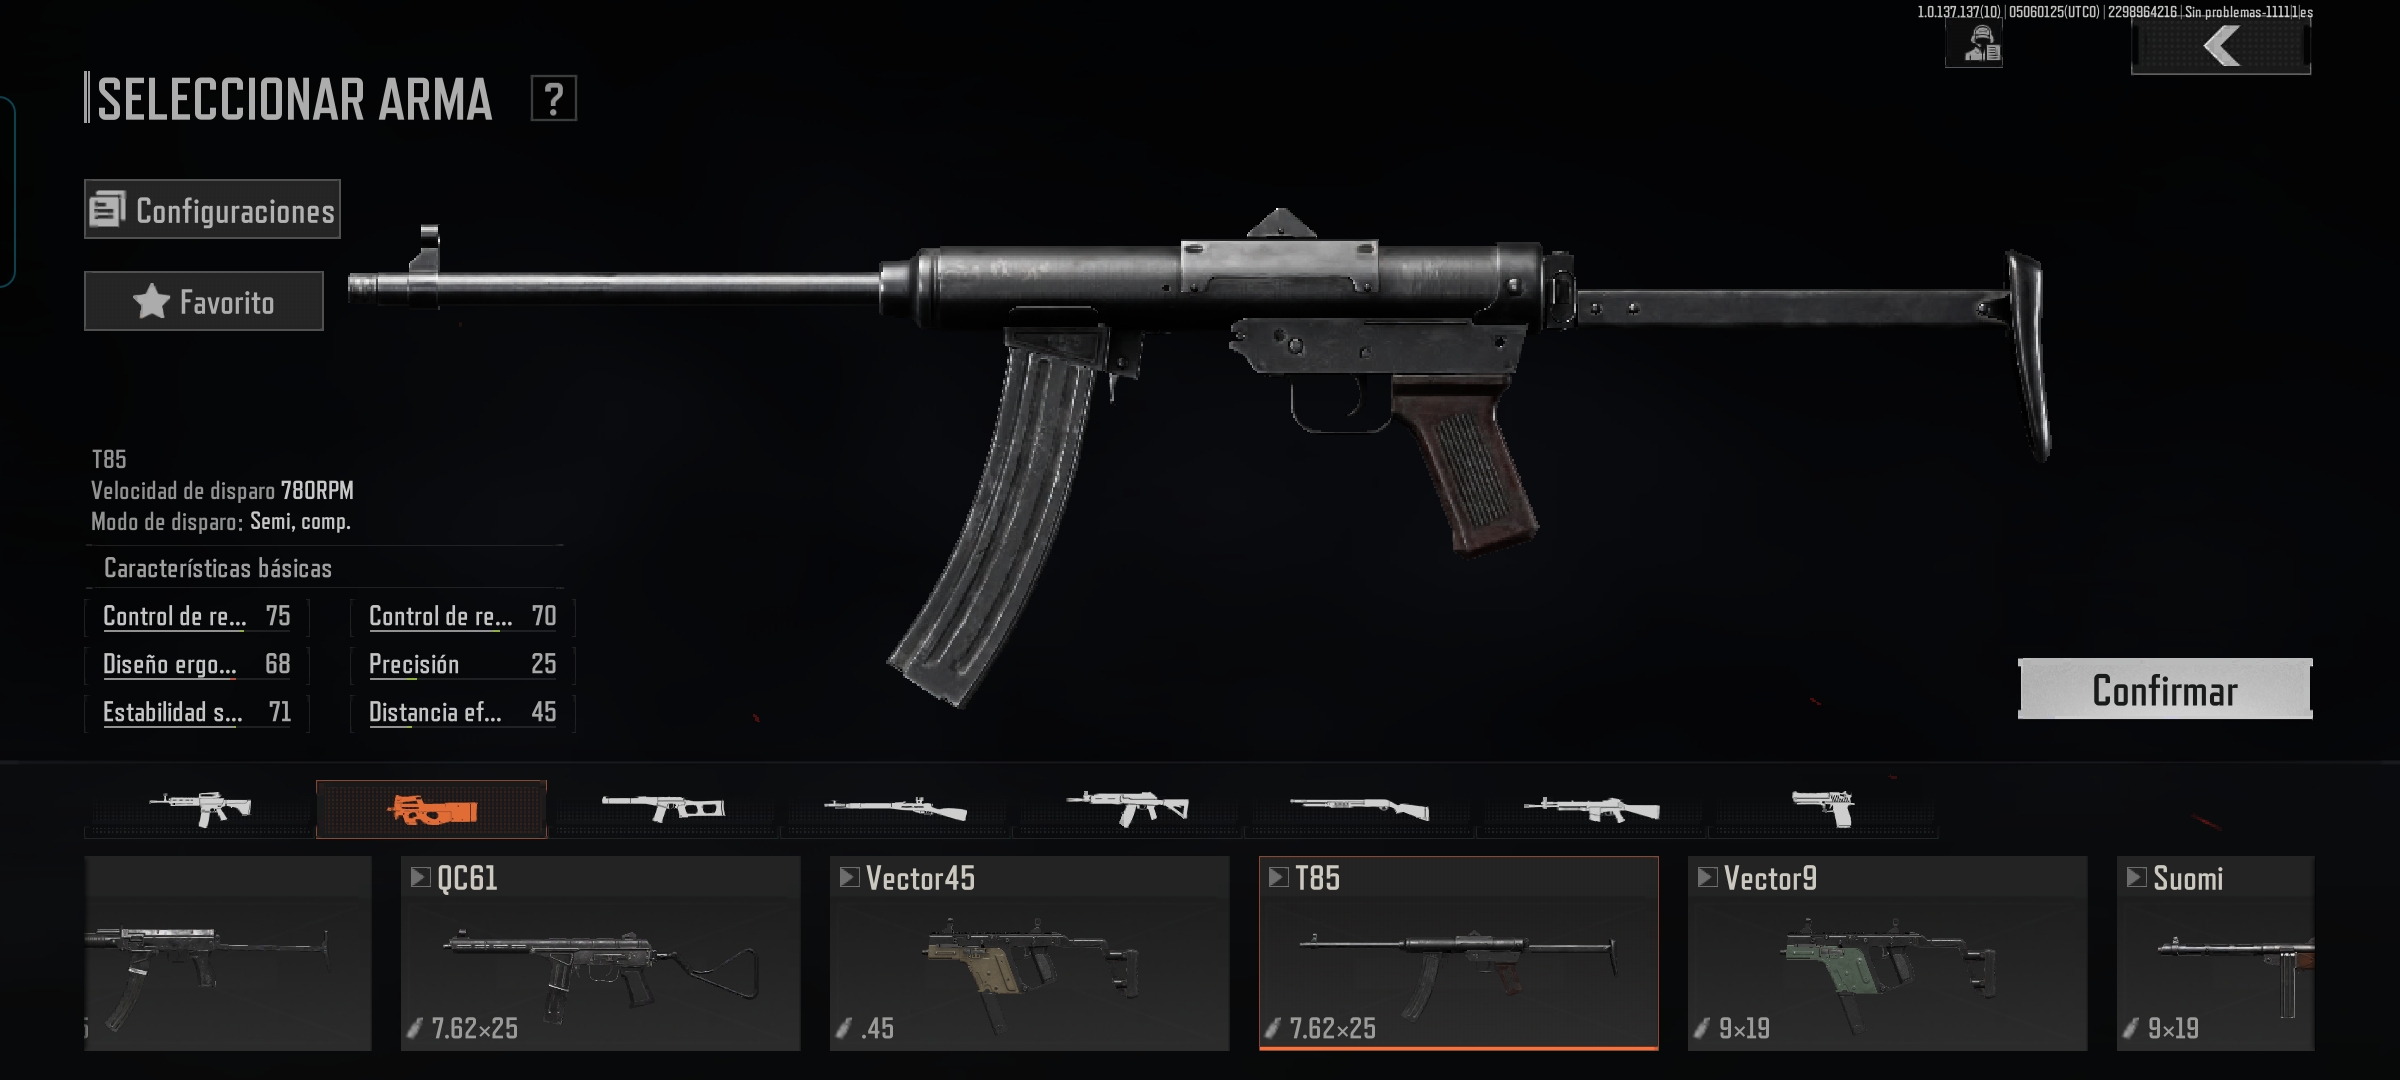 1.0.137.137(10) | 05060125(UTC0) | 2298964216 | Sin problemas-1111|1|es
SELECCIONAR ARMA ?
Configuraciones
Favorito
T85
Velocidad de disparo 780RPM
Modo de disparo: Semi, comp.
Características básicas
Control de re... 75 Control de re... 70
Diseño ergo... 68 Precisión 25
Estabilidad s... 71 Distancia ef... 45
Confirmar
QC61 Vector45 T85 Vector9 Suomi
7.62×25 .45 7.62×25 9×19 9×19